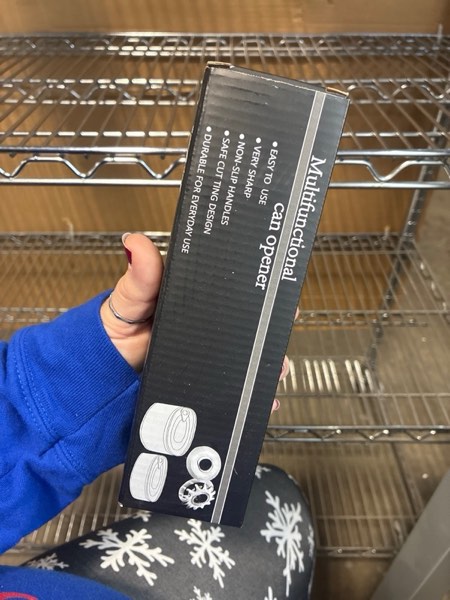 Multifunctional
can opener
• EASY TO USE
• VERY SHARP
• NON-SLIP HANDLES
• SAFE CUT TING DESIGN
• DURABLE FOR EVERYDAY USE